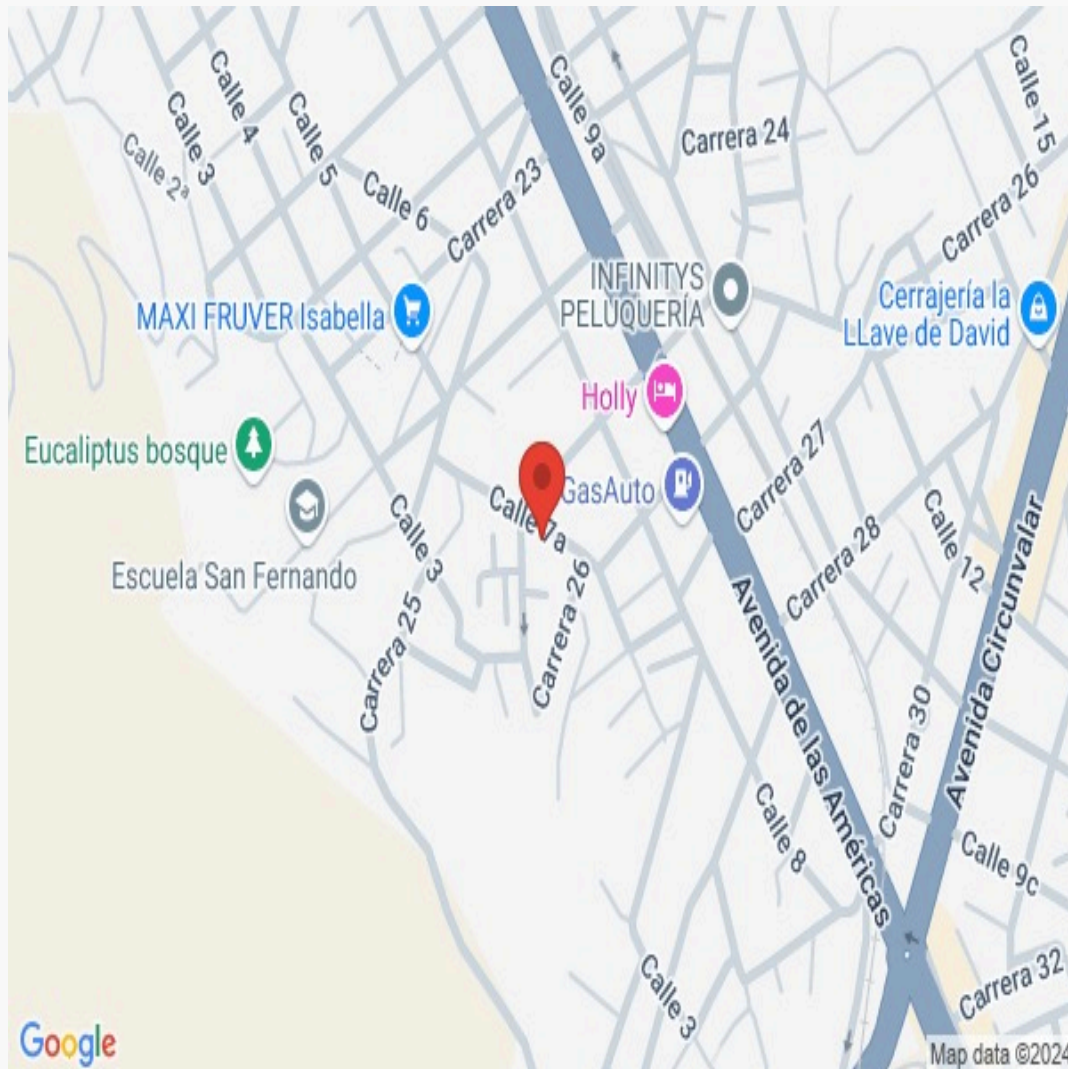 Calle 9a
Calle 15
Calle 4
Calle 5
Calle 3
Calle 2ª
Carrera 24
Calle 6
Carrera 23
Carrera 26
INFINITYS
PELUQUERÍA
MAXI FRUVER Isabella
Cerrajería la
LLave de David
Holly
Eucaliptus bosque
Carrera 27
GasAuto
Calle 7a
Calle 3
Calle 12
Carrera 28
Escuela San Fernando
Avenida Circunvalar
Carrera 25
Carrera 26
Avenida de las Américas
Carrera 30
Calle 8
Calle 9c
Calle 3
Carrera 32
Google
Map data ©2024